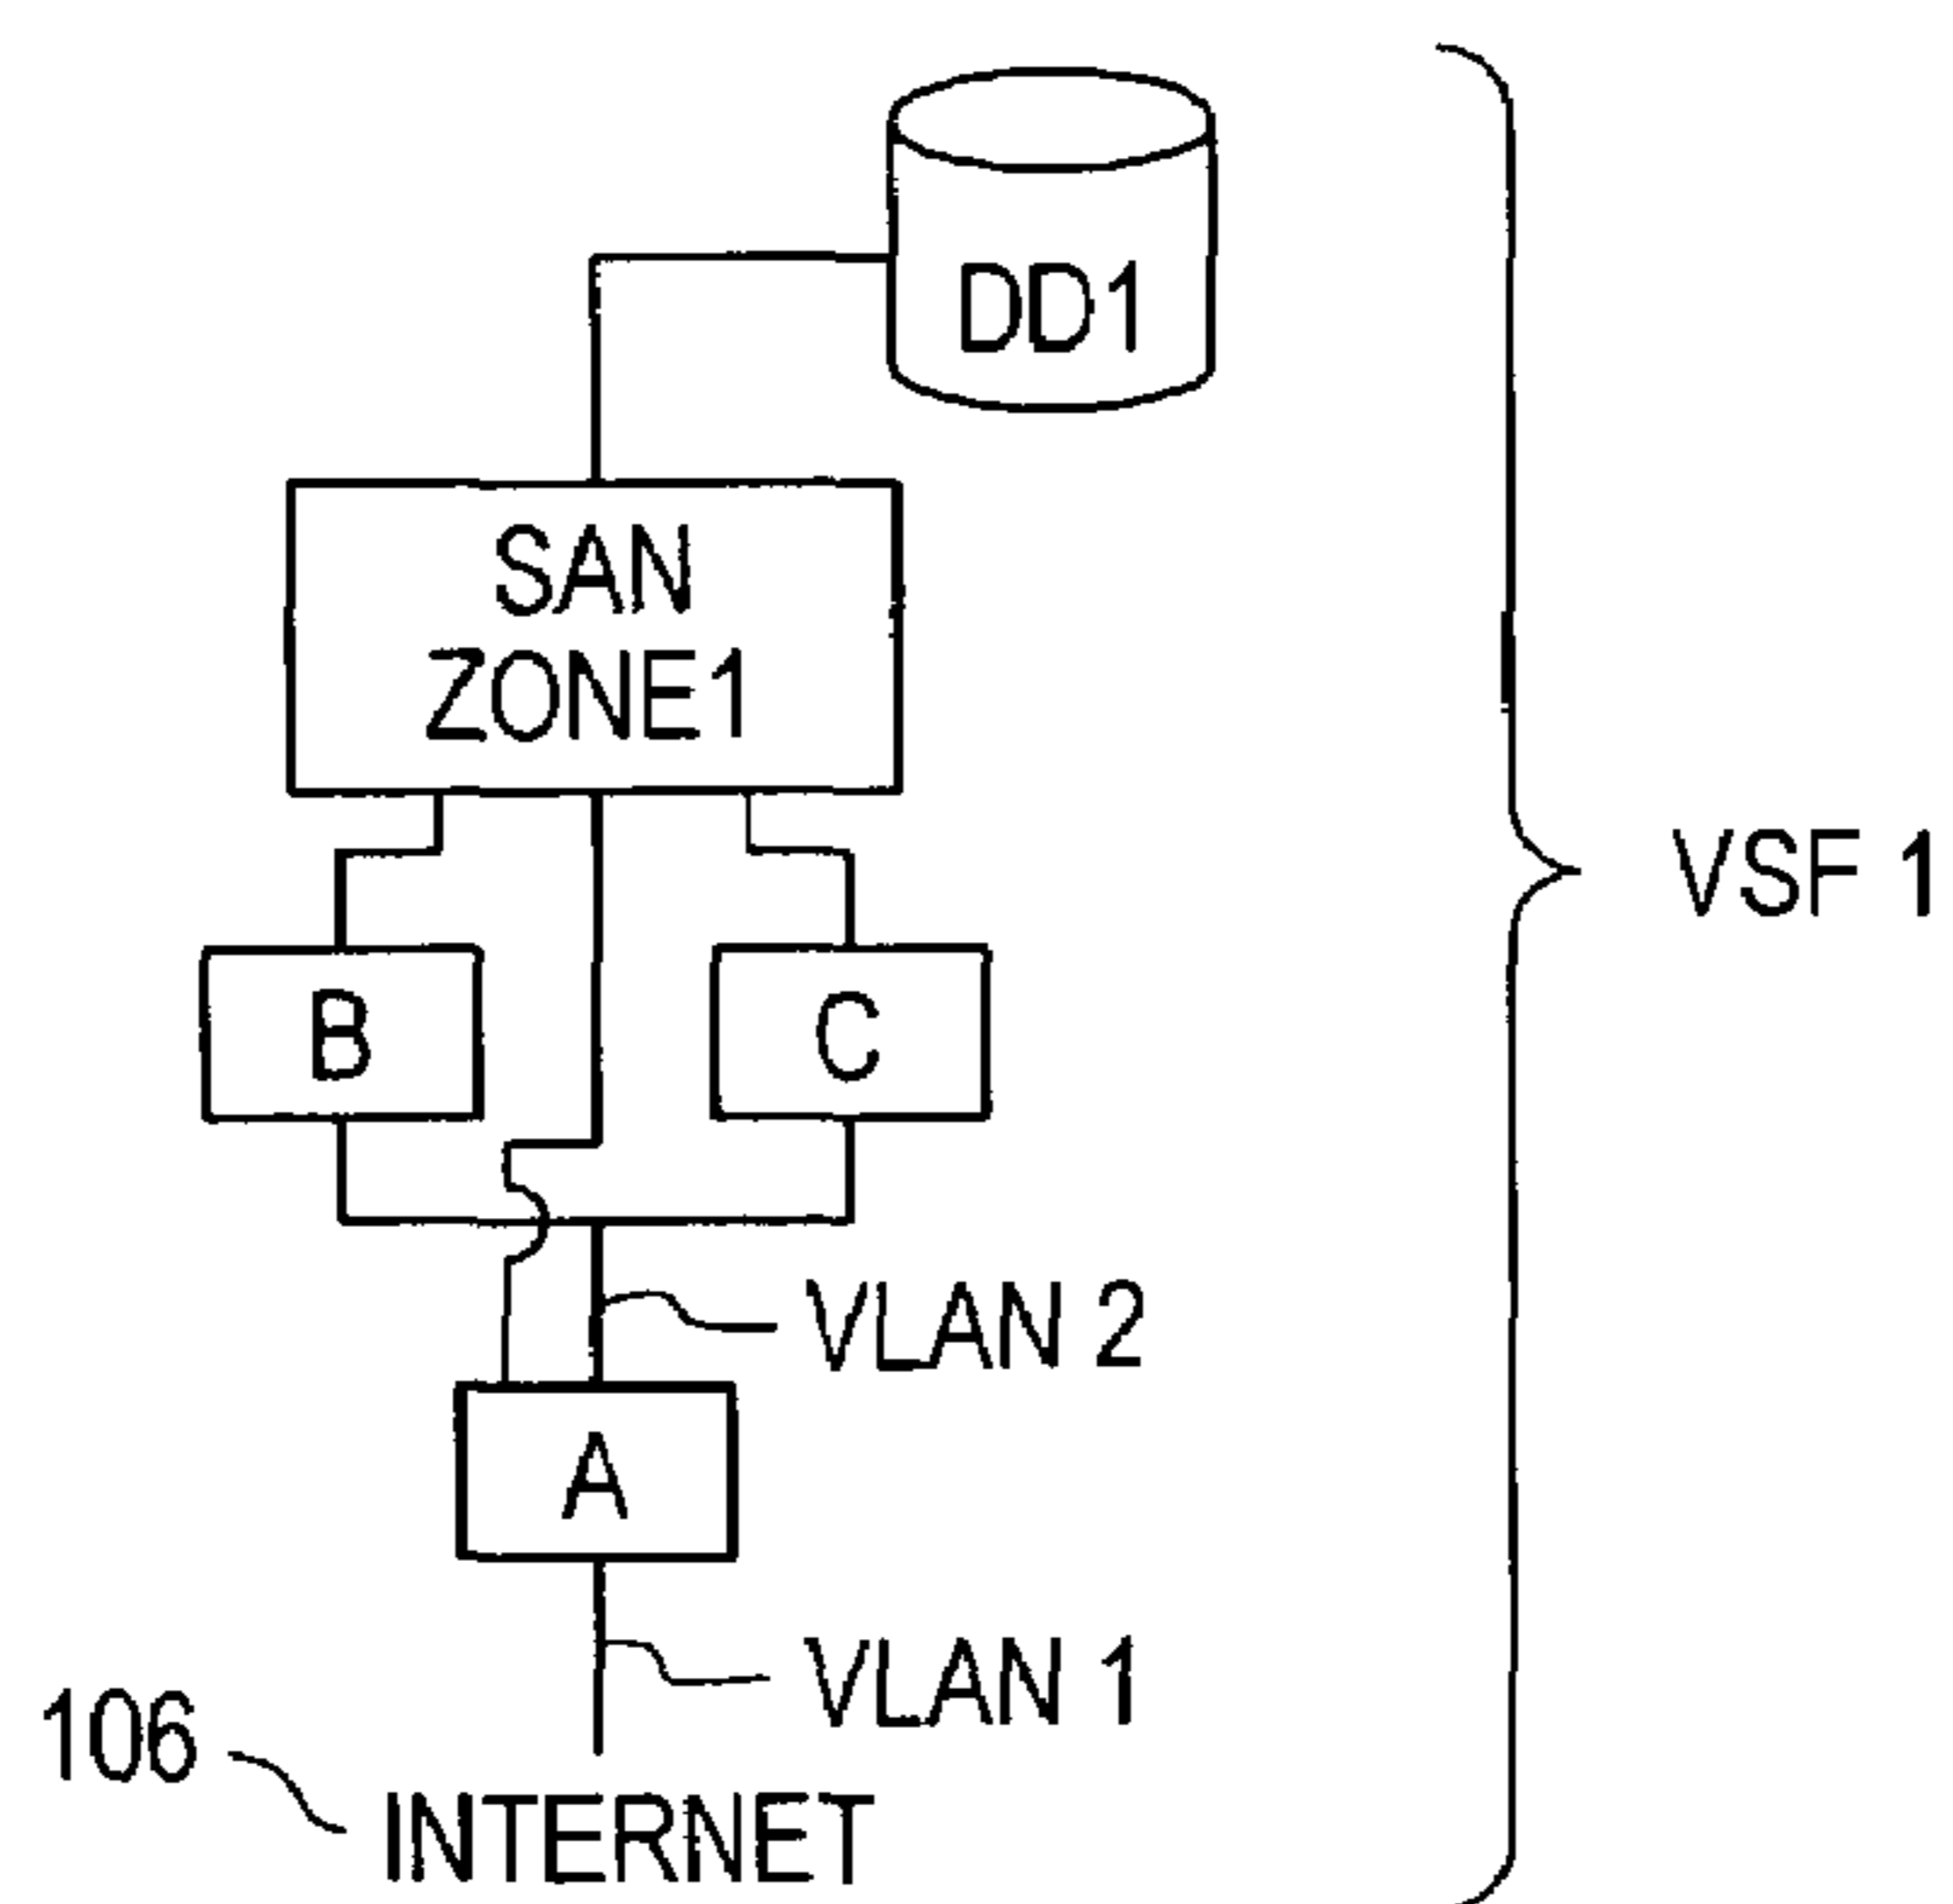 DD1
SAN
ZONE1
VSF 1
B
C
VLAN 2
A
VLAN 1
106
INTERNET